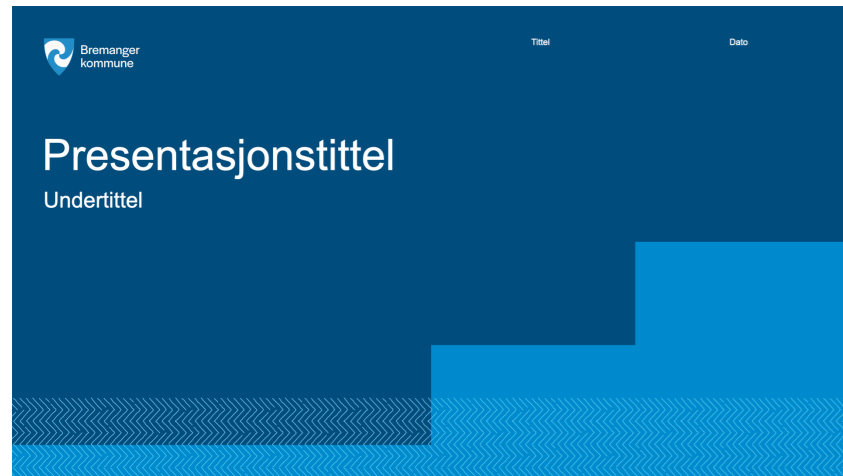 Bremanger
kommune
Tittel
Dato
Presentasjonstittel
Undertittel